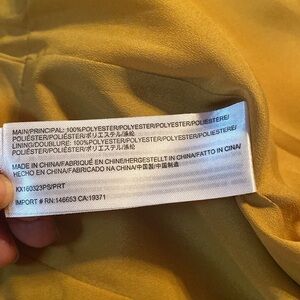 MAIN/PRINCIPAL: 100%POLYESTER/POLYESTER/POLIESTERE/
POLIÉSTER/POLIÉSTER/ポリエステル/涤纶
LINING/DOUBLURE: 100%POLYESTER/POLYESTER/POLIESTERE/
POLIÉSTER/POLIÉSTER/ポリエステル/涤纶
MADE IN CHINA/FABRIQUÉ EN CHINE/HERGESTELLT IN CHINA/FATTO IN CINA/
HECHO EN CHINA/FABRICADO NA CHINA/中国製/中国制造
KX160323PS/PRT
IMPORT # RN:146653 CA:19371